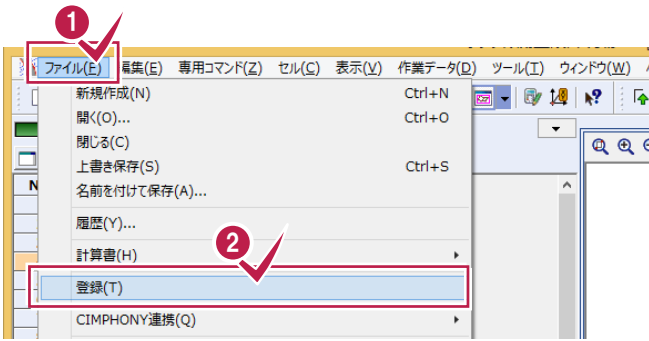 1
ファイル(F) 編集(E) 専用コマンド(Z) セル(C) 表示(V) 作業データ(D) ツール(T) ウィンドウ(W)
新規作成(N) Ctrl+N
開く(O)... Ctrl+O
閉じる(C)
上書き保存(S) Ctrl+S
名前を付けて保存(A)...
N
履歴(Y)...
2
計算書(H)
登録(T)
CIMPHONY連携(Q)